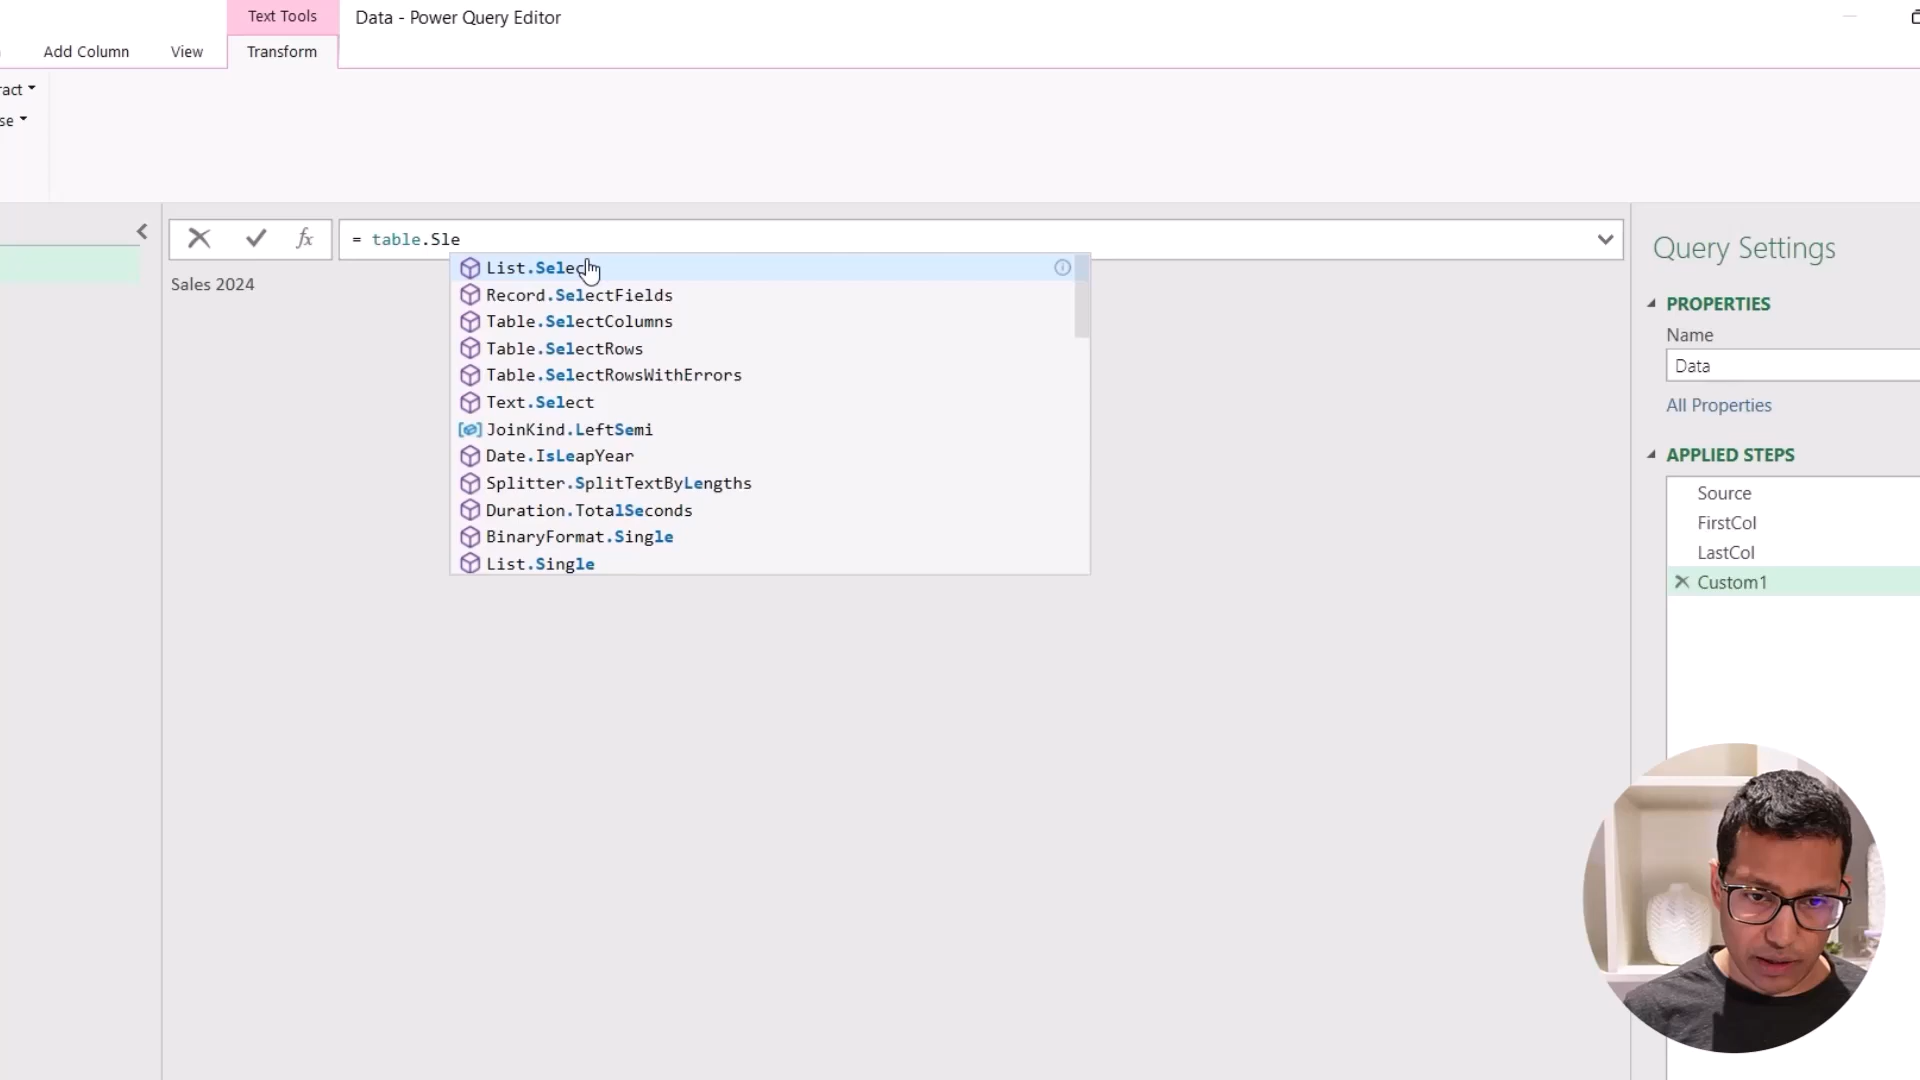 Text Tools
Data - Power Query Editor
Add Column
View
Transform
ract
se
= table.Sle
Sales 2024
List.Selec
Record.SelectFields
Table.SelectColumns
Table.SelectRows
Table.SelectRowsWithErrors
Text.Select
JoinKind.LeftSemi
Date.IsLeapYear
Splitter.SplitTextByLengths
Duration.TotalSeconds
BinaryFormat.Single
List.Single
Query Settings
PROPERTIES
Name
Data
All Properties
APPLIED STEPS
Source
FirstCol
LastCol
Custom1